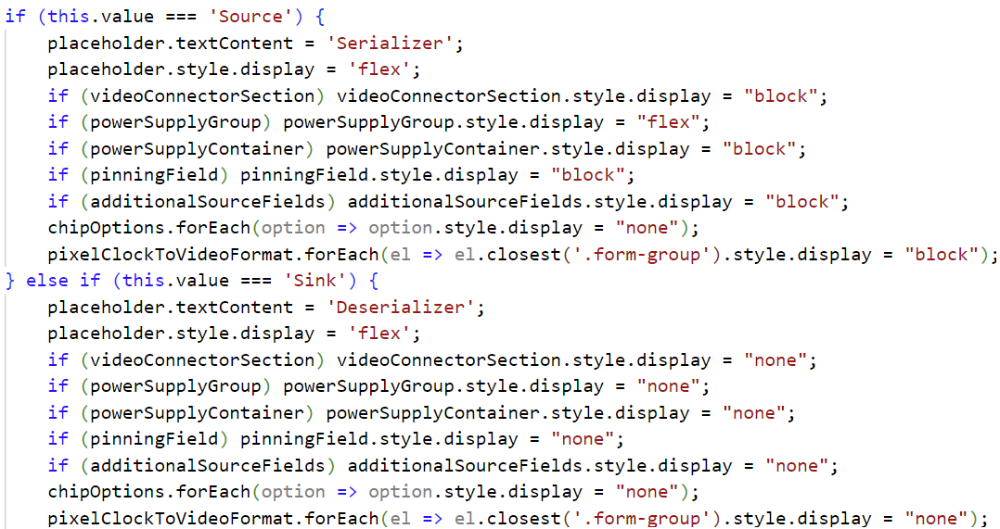 if (this.value === 'Source') {
    placeholder.textContent = 'Serializer';
    placeholder.style.display = 'flex';
    if (videoConnectorSection) videoConnectorSection.style.display = "block";
    if (powerSupplyGroup) powerSupplyGroup.style.display = "flex";
    if (powerSupplyContainer) powerSupplyContainer.style.display = "block";
    if (pinningField) pinningField.style.display = "block";
    if (additionalSourceFields) additionalSourceFields.style.display = "block";
    chipOptions.forEach(option => option.style.display = "none");
    pixelClockToVideoFormat.forEach(el => el.closest('.form-group').style.display = "block");
} else if (this.value === 'Sink') {
    placeholder.textContent = 'Deserializer';
    placeholder.style.display = 'flex';
    if (videoConnectorSection) videoConnectorSection.style.display = "none";
    if (powerSupplyGroup) powerSupplyGroup.style.display = "none";
    if (powerSupplyContainer) powerSupplyContainer.style.display = "none";
    if (pinningField) pinningField.style.display = "none";
    if (additionalSourceFields) additionalSourceFields.style.display = "none";
    chipOptions.forEach(option => option.style.display = "none");
    pixelClockToVideoFormat.forEach(el => el.closest('.form-group').style.display = "none");